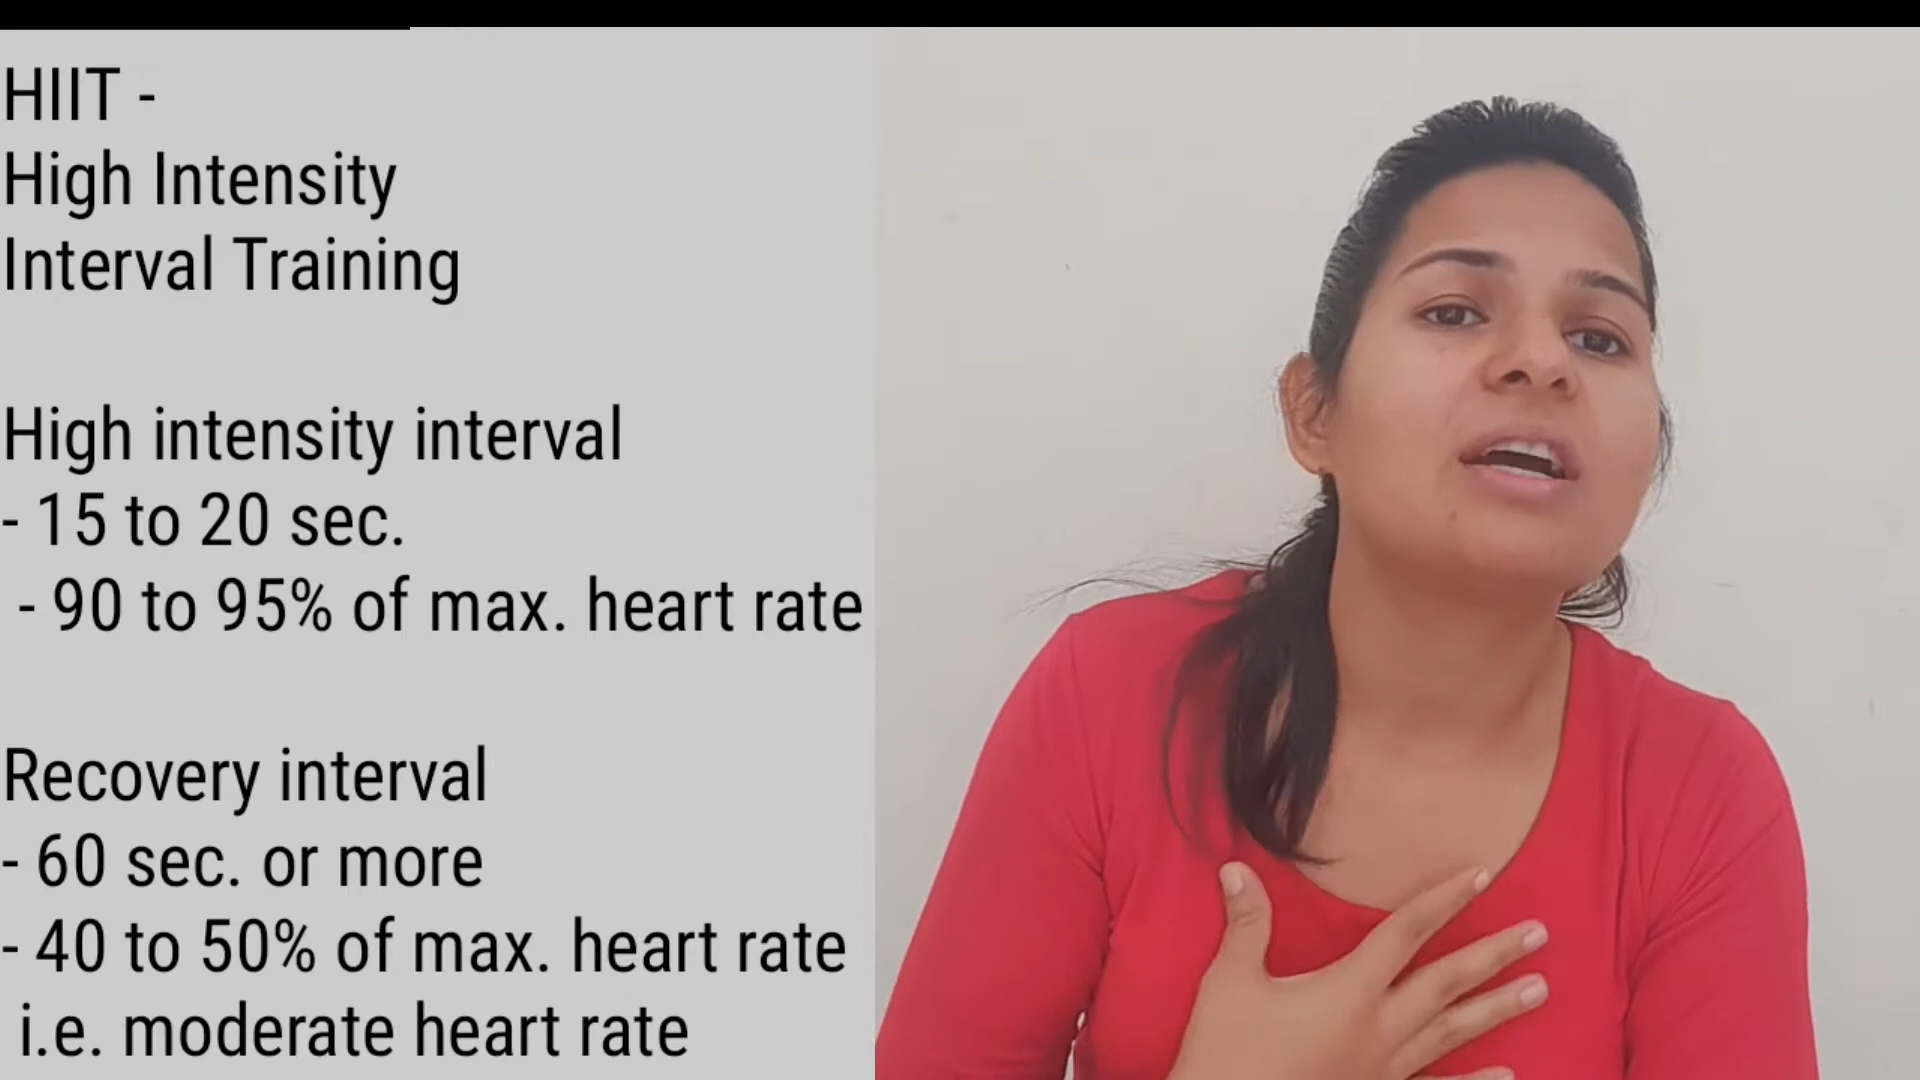 HIIT -
High Intensity
Interval Training
High intensity interval
- 15 to 20 sec.
- 90 to 95% of max. heart rate
Recovery interval
- 60 sec. or more
- 40 to 50% of max. heart rate
i.e. moderate heart rate